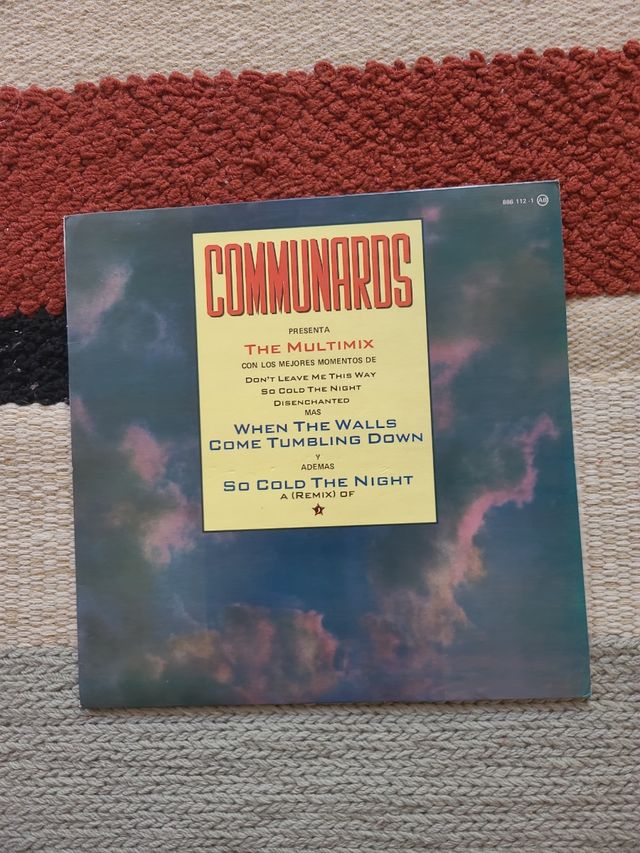 886 112-1 AB
COMMUNARDS
PRESENTA
THE MULTIMIX
CON LOS MEJORES MOMENTOS DE
DON'T LEAVE ME THIS WAY
SO COLD THE NIGHT
DISENCHANTED
MAS
WHEN THE WALLS
COME TUMBLING DOWN
Y
ADEMAS
SO COLD THE NIGHT
A (REMIX) OF